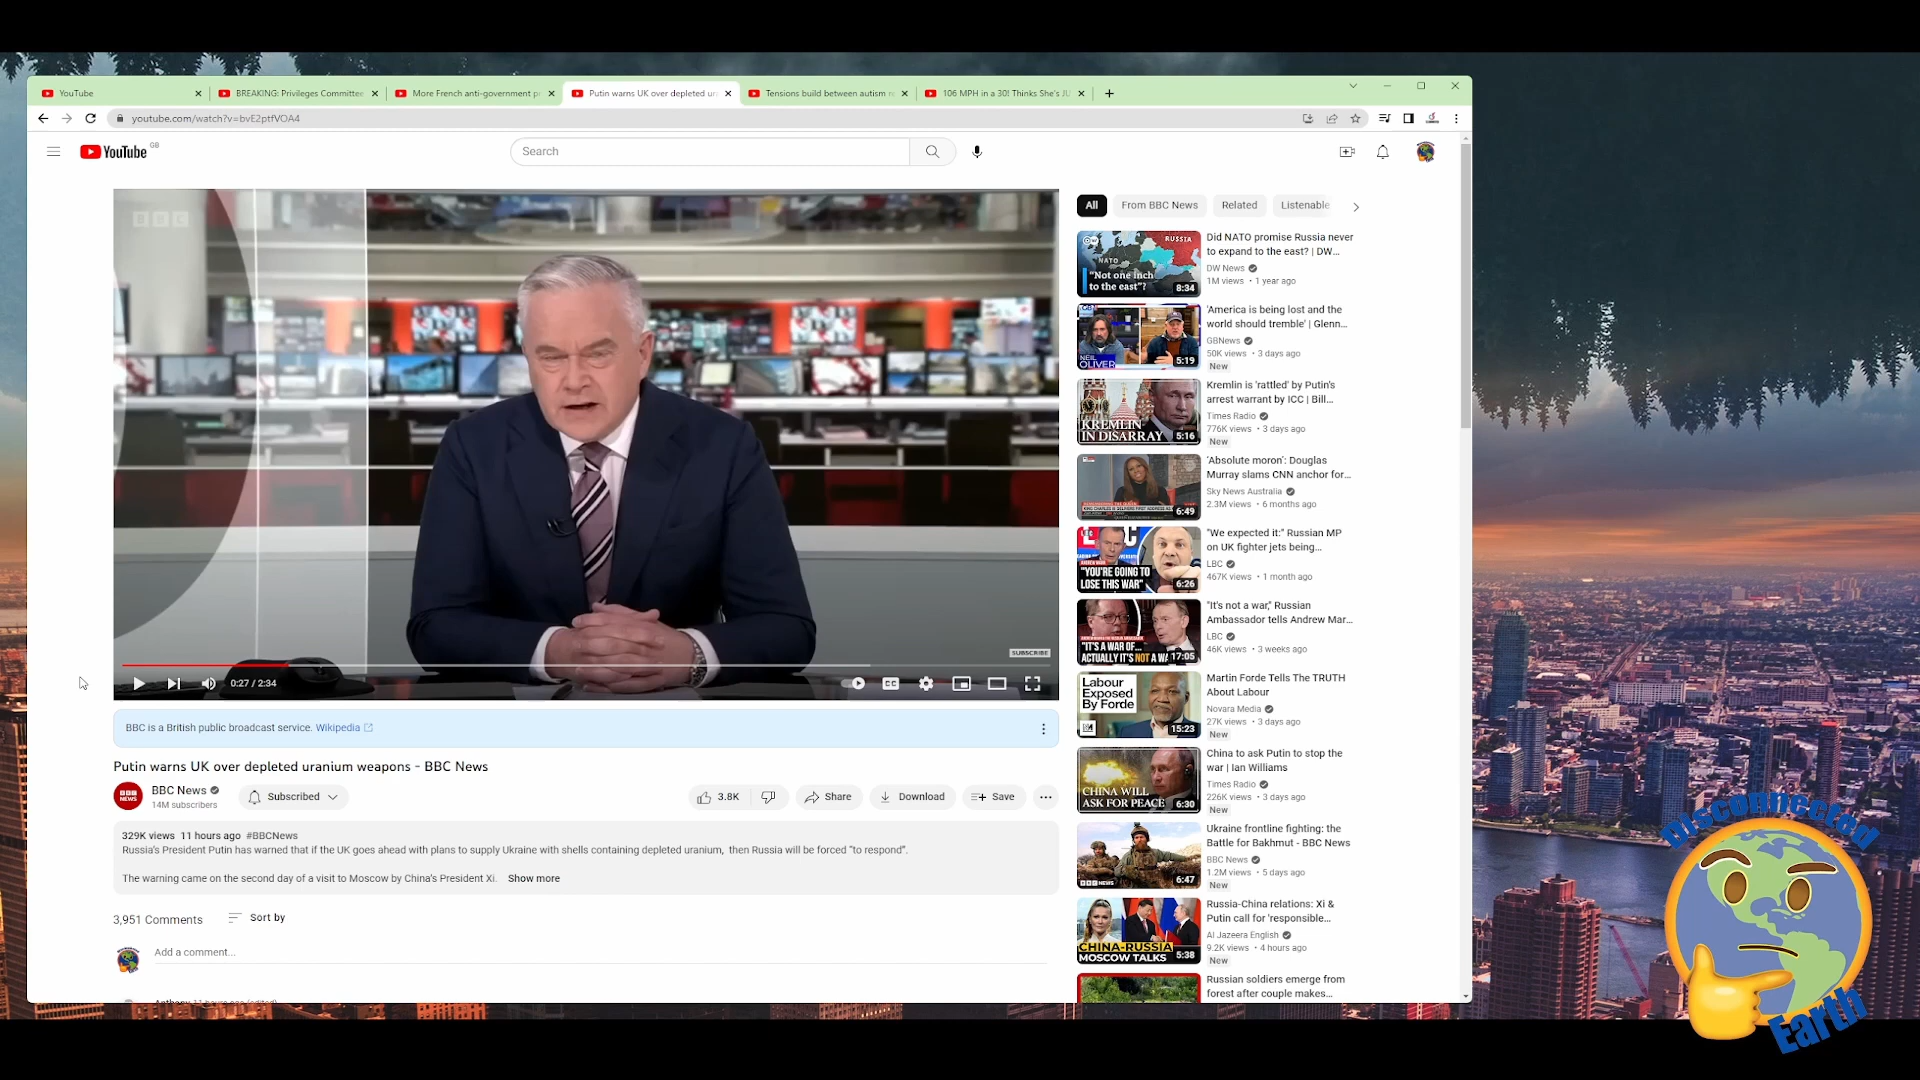 YouTube
BREAKING: Privileges Committee
More French anti-government pr
Putin warns UK over depleted ura
Tensions build between autism re
106 MPH in a 30! Thinks She's JU
youtube.com/watch?v=bvE2ptfVOA4
YouTube GB
Search
BBC
SUBSCRIBE
0:27 / 2:34
CC
BBC is a British public broadcast service. Wikipedia
Putin warns UK over depleted uranium weapons - BBC News
BBC NEWS
BBC News
14M subscribers
Subscribed
3.8K
Share
Download
Save
329K views 11 hours ago #BBCNews
Russia's President Putin has warned that if the UK goes ahead with plans to supply Ukraine with shells containing depleted uranium, then Russia will be forced "to respond".
The warning came on the second day of a visit to Moscow by China's President Xi. Show more
3,951 Comments
Sort by
Add a comment...
Anthony 11 hours ago (edited)
All
From BBC News
Related
Listenable
RUSSIA
NATO
"Not one inch
to the east"?
8:34
Did NATO promise Russia never
to expand to the east? | DW...
DW News
1M views • 1 year ago
NEIL
OLIVER
5:19
'America is being lost and the
world should tremble' | Glenn...
GBNews
50K views • 3 days ago
New
KREMLIN
IN DISARRAY
5:16
Kremlin is 'rattled' by Putin's
arrest warrant by ICC | Bill...
Times Radio
776K views • 3 days ago
New
6:49
'Absolute moron': Douglas
Murray slams CNN anchor for...
Sky News Australia
2.3M views • 6 months ago
"YOU'RE GOING TO
LOSE THIS WAR"
6:26
"We expected it:" Russian MP
on UK fighter jets being...
LBC
467K views • 1 month ago
"IT'S A WAR OF...
ACTUALLY IT'S NOT A WA
17:05
"It's not a war," Russian
Ambassador tells Andrew Mar...
LBC
46K views • 3 weeks ago
Labour
Exposed
By Forde
15:23
Martin Forde Tells The TRUTH
About Labour
Novara Media
27K views • 3 days ago
New
CHINA WILL
ASK FOR PEACE
6:30
China to ask Putin to stop the
war | Ian Williams
Times Radio
226K views • 3 days ago
New
BBC NEWS
6:47
Ukraine frontline fighting: the
Battle for Bakhmut - BBC News
BBC News
1.2M views • 5 days ago
New
CHINA-RUSSIA
MOSCOW TALKS
5:38
Russia-China relations: Xi &
Putin call for 'responsible...
Al Jazeera English
9.2K views • 4 hours ago
New
Russian soldiers emerge from
forest after couple makes...
Disconnected
Earth